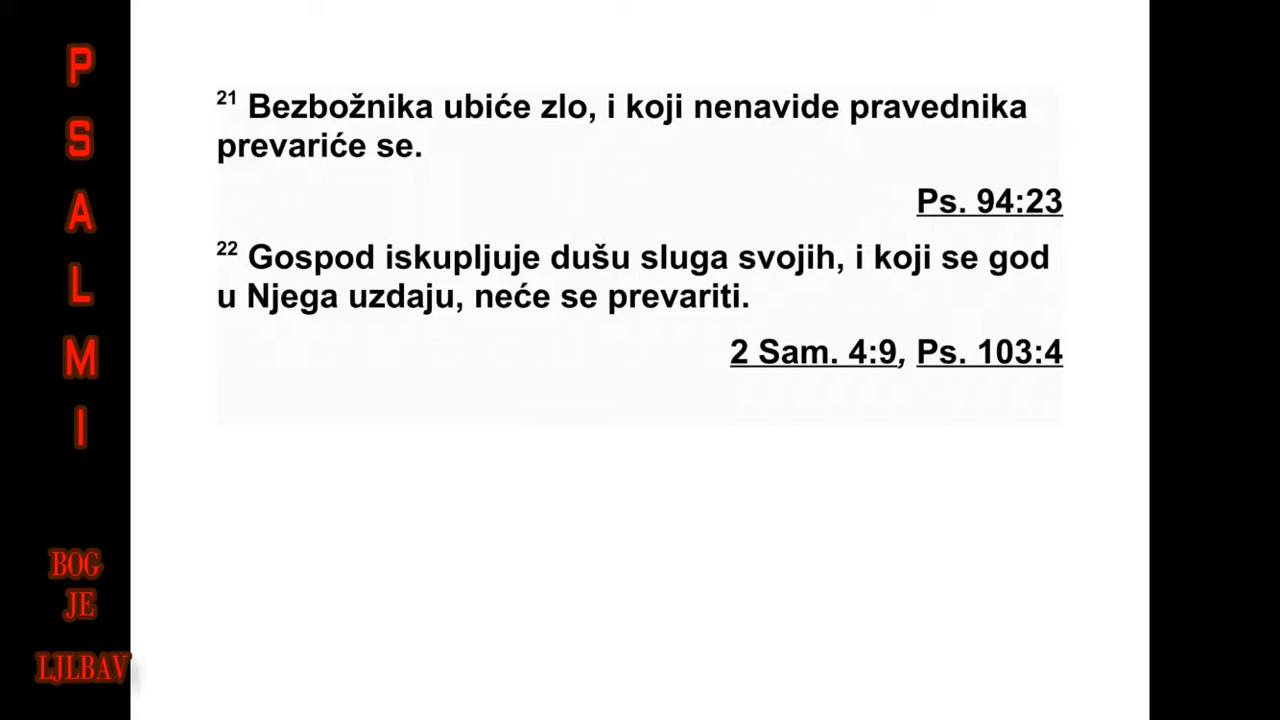 P
S
A
L
M
I
BOG
JE
LJLBAV
21 Bezbožnika ubiće zlo, i koji nenavide pravednika
prevariće se.
Ps. 94:23
22 Gospod iskupljuje dušu sluga svojih, i koji se god
u Njega uzdaju, neće se prevariti.
2 Sam. 4:9, Ps. 103:4